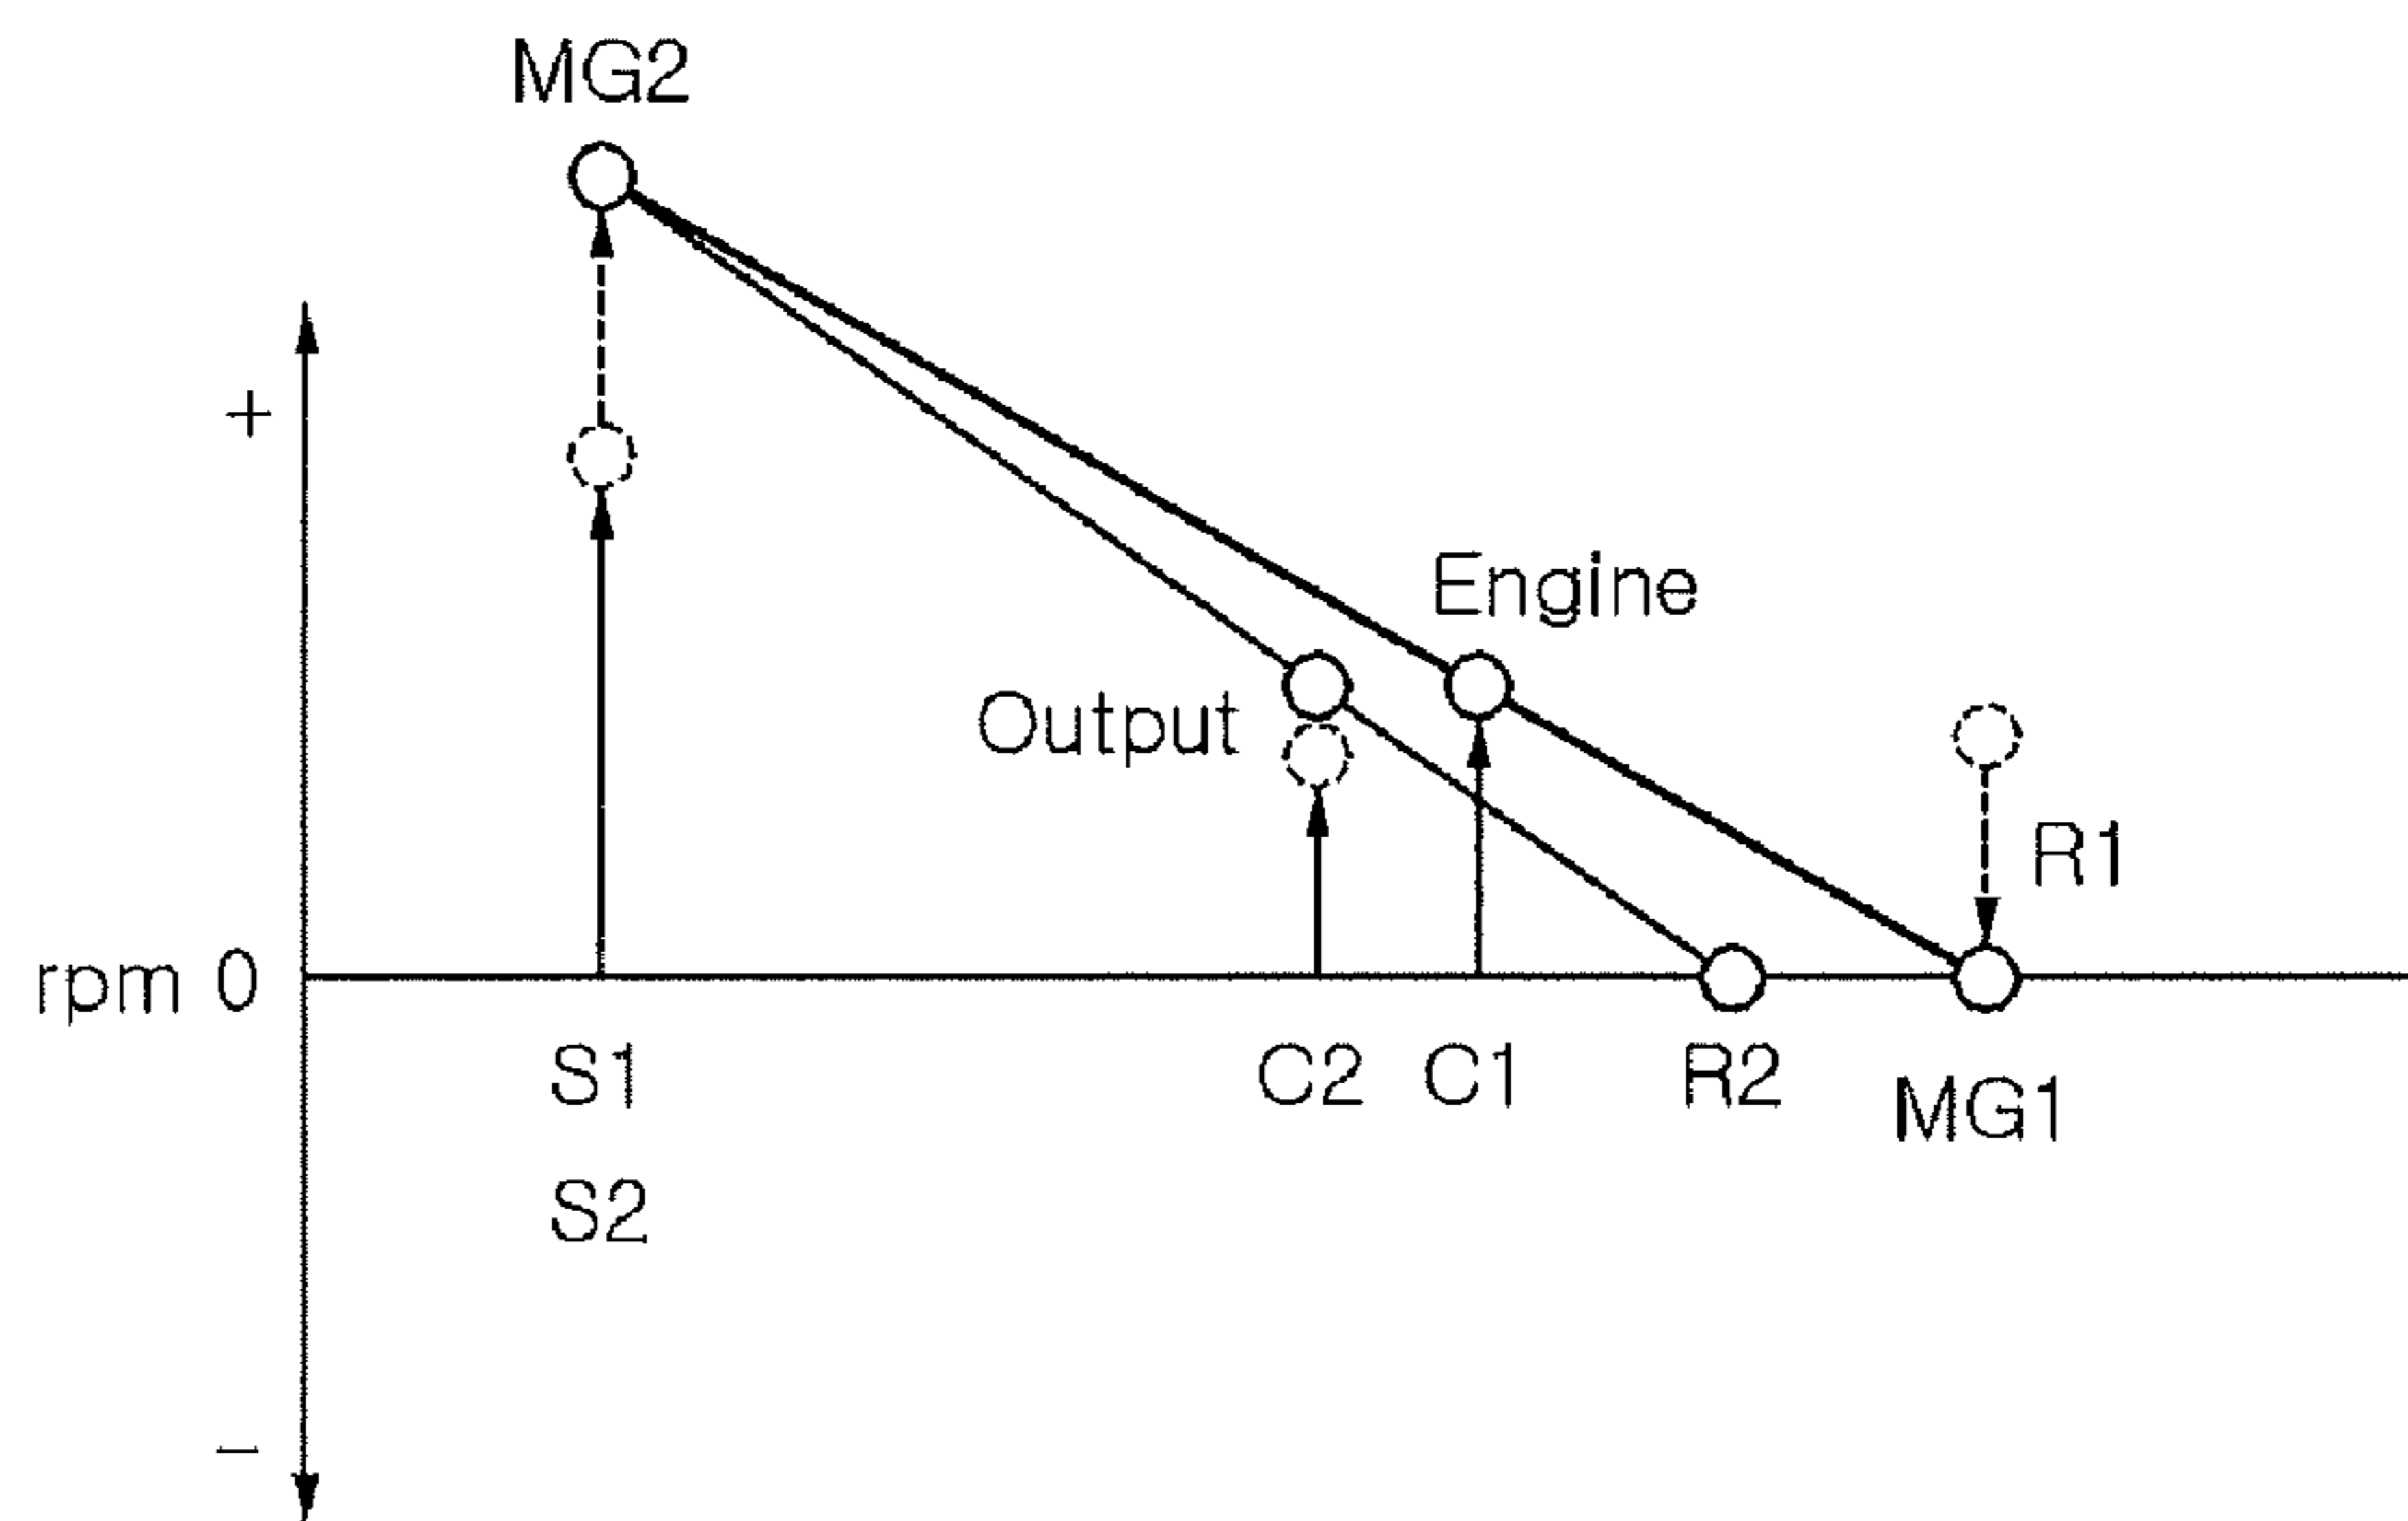 MG2
+
Engine
Output
R1
rpm 0
S1 C2 C1 R2 MG1
S2
−